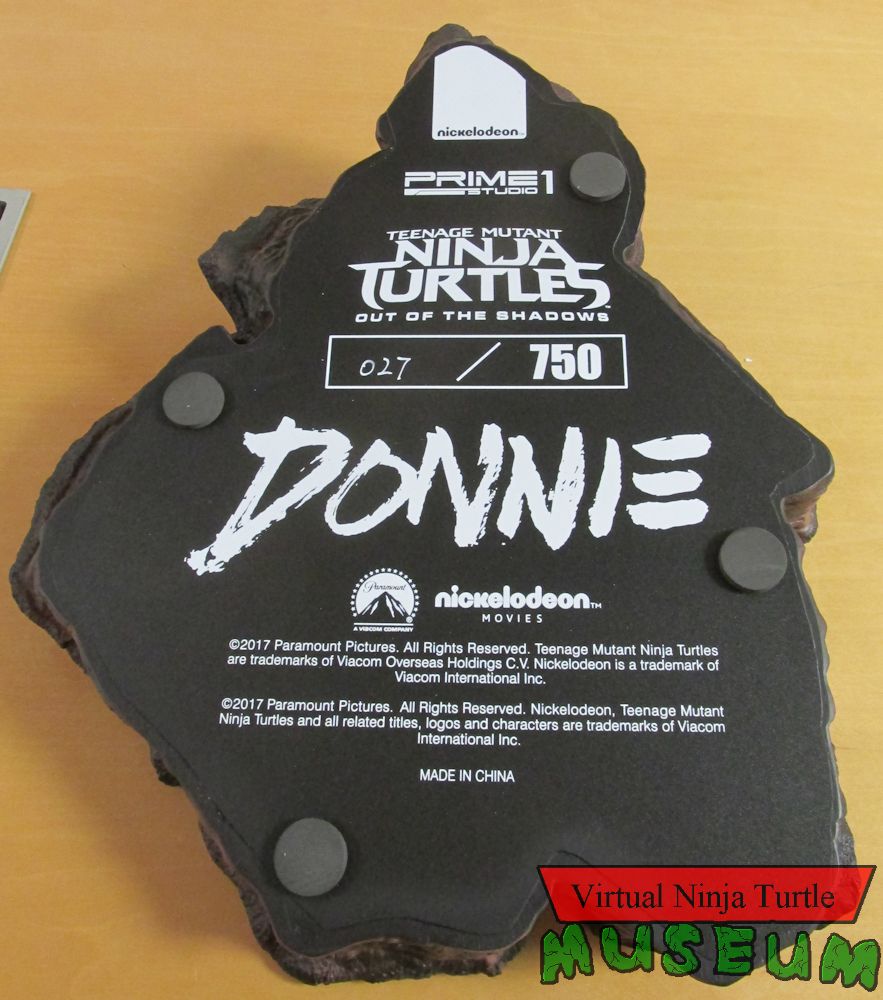 nickelodeon™
PRIME 1
STUDIO
TEENAGE MUTANT
NINJA
TURTLES™
OUT OF THE SHADOWS
027 / 750
DONNIE
Paramount
A VIACOM COMPANY
nickelodeon™
MOVIES
©2017 Paramount Pictures. All Rights Reserved. Teenage Mutant Ninja Turtles
are trademarks of Viacom Overseas Holdings C.V. Nickelodeon is a trademark of
Viacom International Inc.
©2017 Paramount Pictures. All Rights Reserved. Nickelodeon, Teenage Mutant
Ninja Turtles and all related titles, logos and characters are trademarks of Viacom
International Inc.
MADE IN CHINA
Virtual Ninja Turtle
MUSEUM